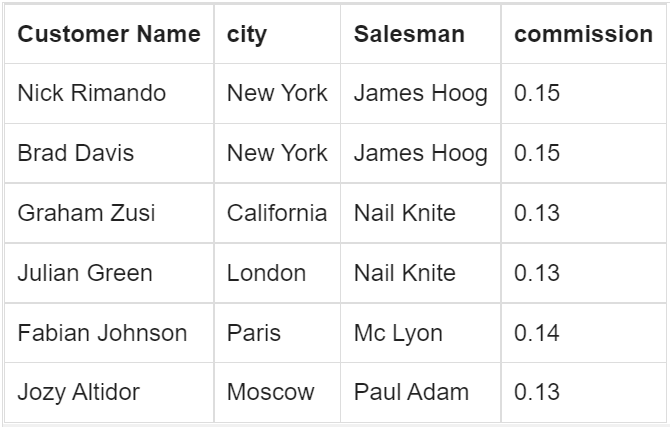 Customer Name city Salesman commission
Nick Rimando New York James Hoog 0.15
Brad Davis New York James Hoog 0.15
Graham Zusi California Nail Knite 0.13
Julian Green London Nail Knite 0.13
Fabian Johnson Paris Mc Lyon 0.14
Jozy Altidor Moscow Paul Adam 0.13